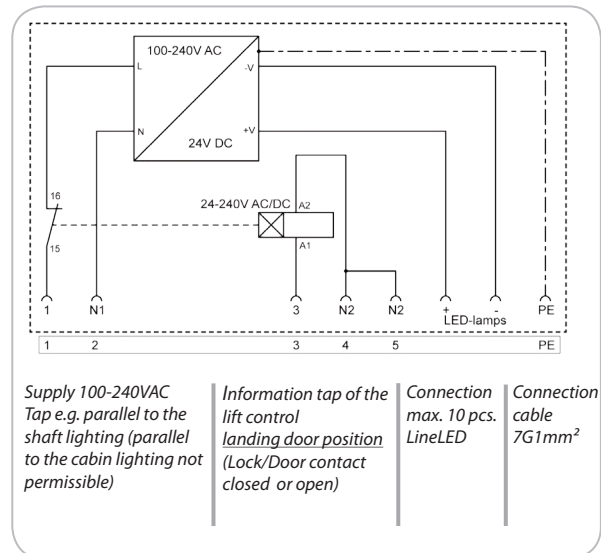 100-240V AC
L
-V
N
+V
24V DC
16
24-240V AC/DC
A2
15
A1
1
N1
3
N2
N2
+
-
PE
LED-lamps
1
2
3
4
5
PE
Supply 100-240VAC
Tap e.g. parallel to the
shaft lighting (parallel
to the cabin lighting not
permissible)
Information tap of the
lift control
landing door position
(Lock/Door contact
closed or open)
Connection
max. 10 pcs.
LineLED
Connection
cable
7G1mm²